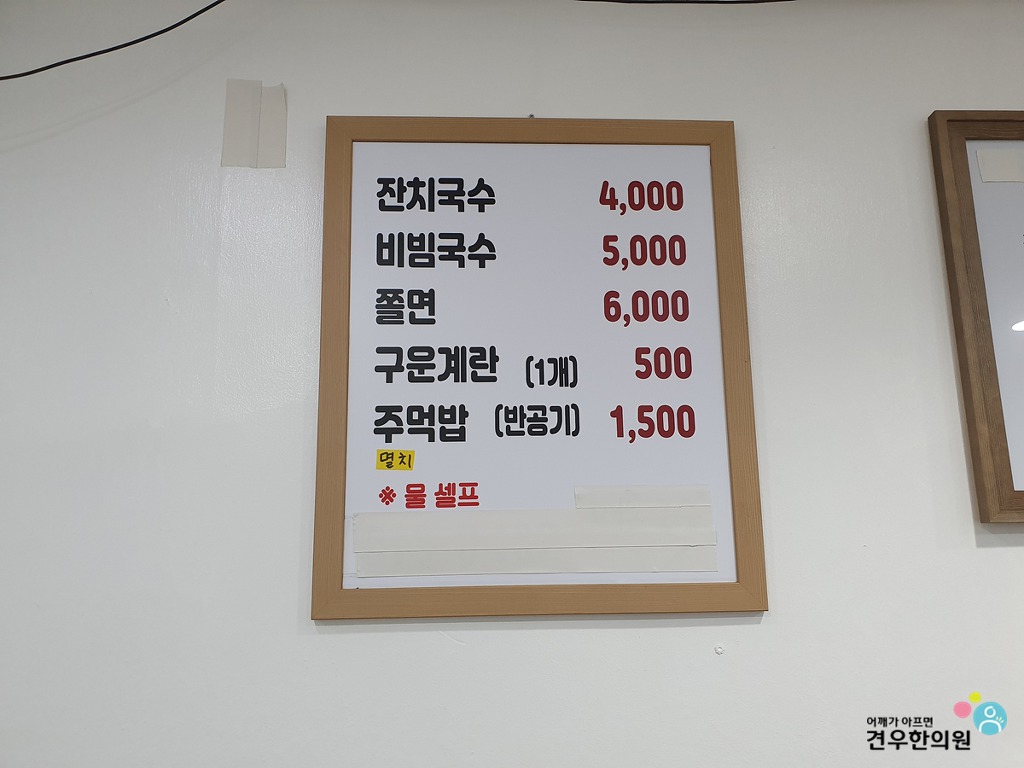 잔치국수 4,000
비빔국수 5,000
쫄면 6,000
구운계란 (1개) 500
주먹밥 (반공기) 1,500
멸치
※ 물 셀프
어깨가 아프면
견우한의원